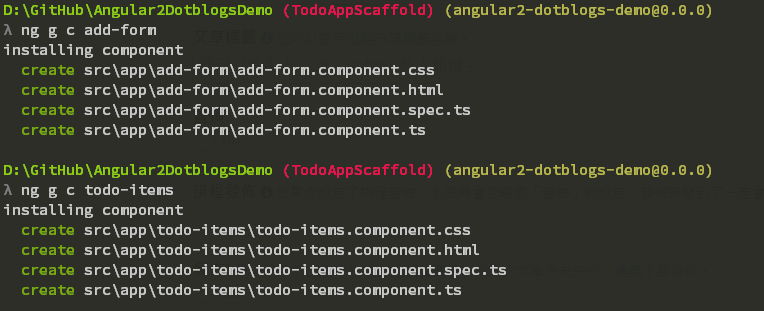 D:\GitHub\Angular2DotblogsDemo (TodoAppScaffold) (angular2-dotblogs-demo@0.0.0)
λ ng g c add-form
installing component
  create src\app\add-form\add-form.component.css
  create src\app\add-form\add-form.component.html
  create src\app\add-form\add-form.component.spec.ts
  create src\app\add-form\add-form.component.ts

D:\GitHub\Angular2DotblogsDemo (TodoAppScaffold) (angular2-dotblogs-demo@0.0.0)
λ ng g c todo-items
installing component
  create src\app\todo-items\todo-items.component.css
  create src\app\todo-items\todo-items.component.html
  create src\app\todo-items\todo-items.component.spec.ts
  create src\app\todo-items\todo-items.component.ts